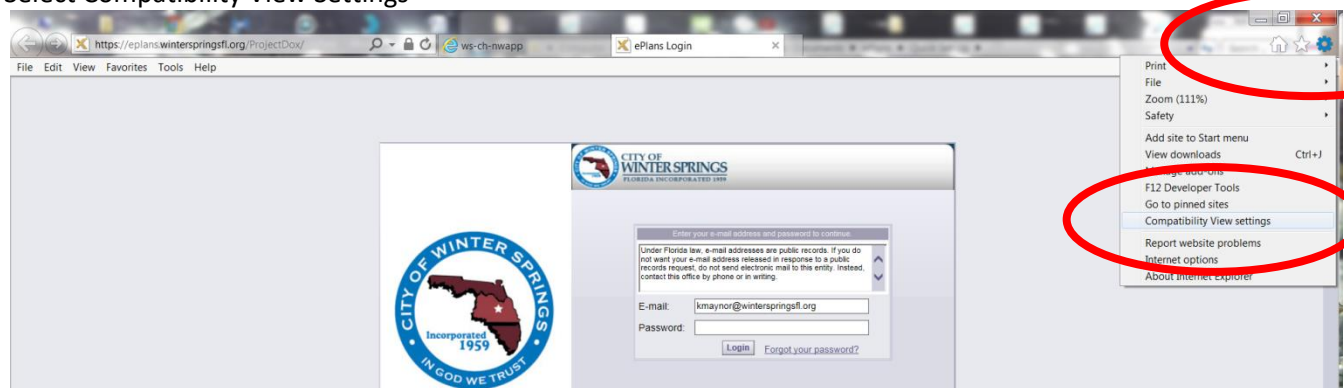 Select Compatibility View Settings
https://eplans.winterspringsfl.org/ProjectDox/
ws-ch-nwapp
ePlans Login
File Edit View Favorites Tools Help
Print
File
Zoom (111%)
Safety
Add site to Start menu
View downloads Ctrl+J
Manage add-ons
F12 Developer Tools
Go to pinned sites
Compatibility View settings
Report website problems
Internet options
About Internet Explorer
CITY OF
WINTER SPRINGS
FLORIDA INCORPORATED 1959
Enter your e-mail address and password to continue.
Under Florida law, e-mail addresses are public records. If you do
not want your e-mail address released in response to a public
records request, do not send electronic mail to this entity. Instead,
contact this office by phone or in writing.
E-mail: kmaynor@winterspringsfl.org
Password:
Login Forgot your password?
CITY OF WINTER SPRINGS
Incorporated
1959
IN GOD WE TRUST